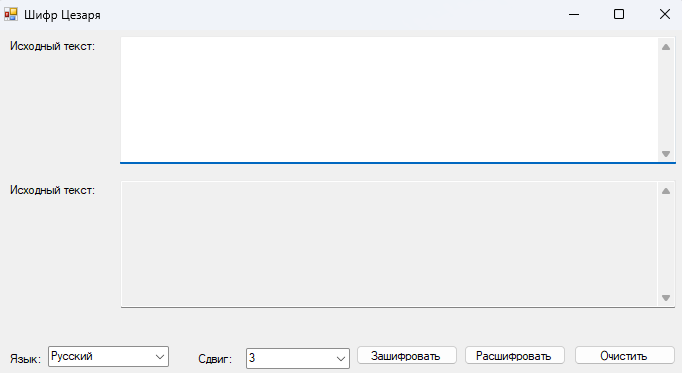 Шифр Цезаря
Исходный текст:
Исходный текст:
Язык: Русский Сдвиг: 3 Зашифровать Расшифровать Очистить